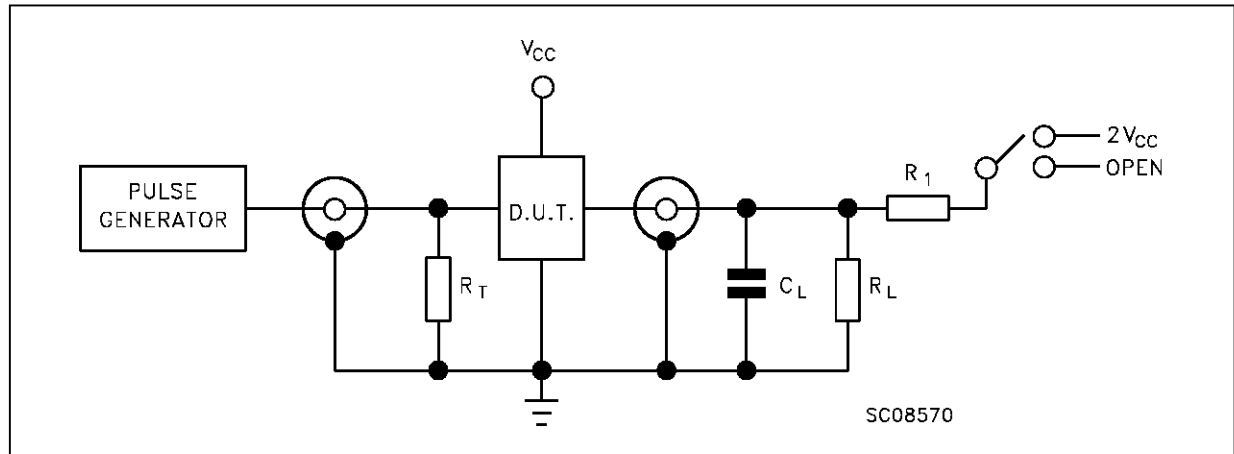 VCC
PULSE
GENERATOR
D.U.T.
RT
CL
RL
R1
2VCC
OPEN
SC08570